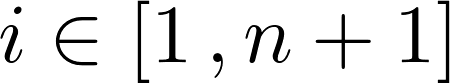 i ∈ [1 , n + 1]